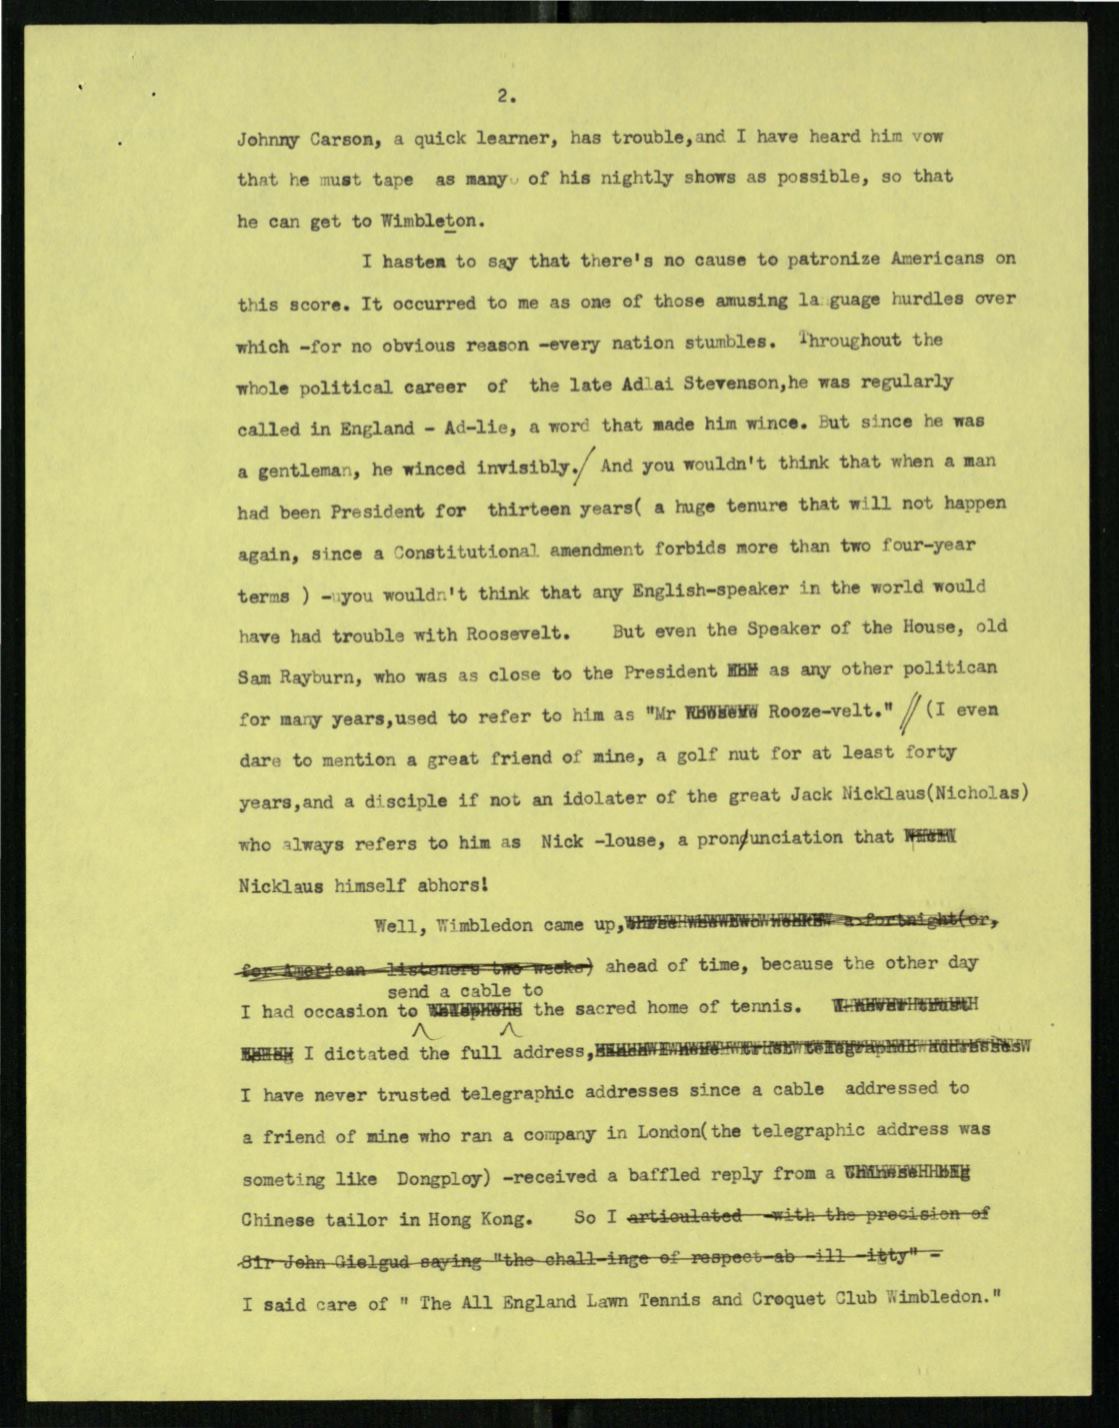 2.
Johnny Carson, a quick learner, has trouble,and I have heard him vow
that he must tape as many of his nightly shows as possible, so that
he can get to Wimbleton.
I hasten to say that there's no cause to patronize Americans on
this score. It occurred to me as one of those amusing la guage hurdles over
which -for no obvious reason -every nation stumbles. Throughout the
whole political career of the late Adlai Stevenson,he was regularly
called in England - Ad-lie, a word that made him wince. But since he was
a gentleman, he winced invisibly./ And you wouldn't think that when a man
had been President for thirteen years( a huge tenure that will not happen
again, since a Constitutional amendment forbids more than two four-year
terms ) -uyou wouldn't think that any English-speaker in the world would
have had trouble with Roosevelt. But even the Speaker of the House, old
Sam Rayburn, who was as close to the President as any other politican
for many years,used to refer to him as "Mr Rooze-velt." // (I even
dare to mention a great friend of mine, a golf nut for at least forty
years,and a disciple if not an idolater of the great Jack Nicklaus(Nicholas)
who always refers to him as Nick -louse, a pronounciation that
Nicklaus himself abhors!
Well, Wimbledon came up, a fortnight(or,
for American listeners two weeks) ahead of time, because the other day
send a cable to
I had occasion to telephone the sacred home of tennis. I never trust
I dictated the full address, telegraphic addresses
I have never trusted telegraphic addresses since a cable addressed to
a friend of mine who ran a company in London(the telegraphic address was
someting like Dongploy) -received a baffled reply from a
Chinese tailor in Hong Kong. So I articulated -with the precision of
Sir John Gielgud saying "the chall-inge of respect-ab -ill -itty" -
I said care of " The All England Lawn Tennis and Croquet Club Wimbledon."